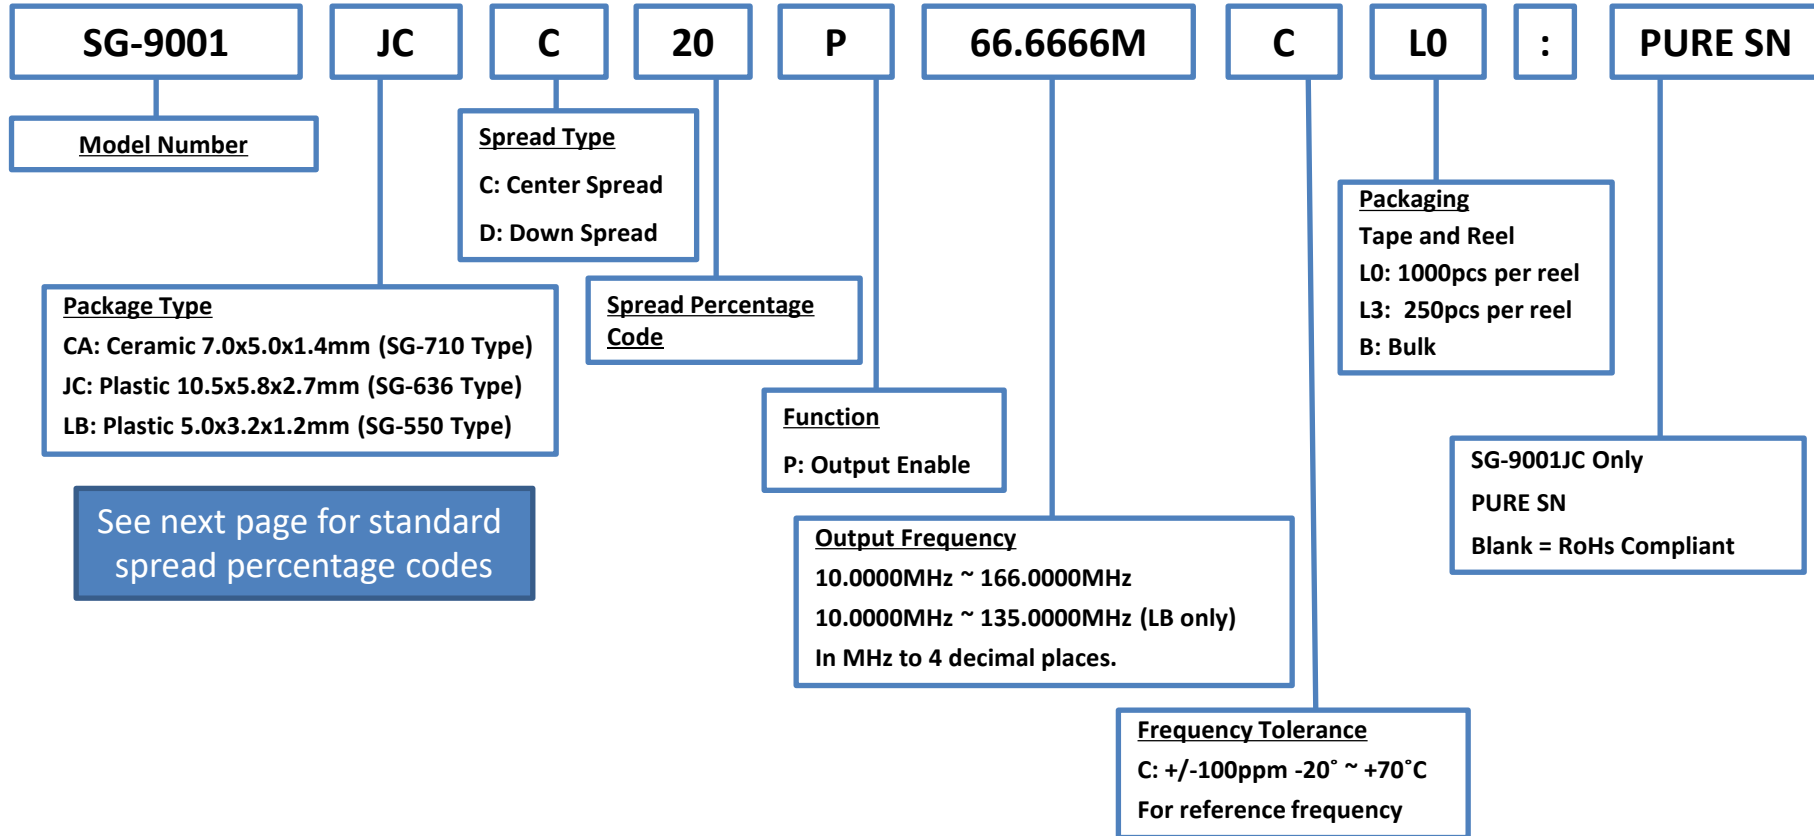 SG-9001 JC C 20 P 66.6666M C L0 : PURE SN
Model Number
Spread Type
C: Center Spread
D: Down Spread
Packaging
Tape and Reel
L0: 1000pcs per reel
L3: 250pcs per reel
B: Bulk
Package Type
CA: Ceramic 7.0x5.0x1.4mm (SG-710 Type)
JC: Plastic 10.5x5.8x2.7mm (SG-636 Type)
LB: Plastic 5.0x3.2x1.2mm (SG-550 Type)
Spread Percentage
Code
Function
P: Output Enable
SG-9001JC Only
PURE SN
Blank = RoHs Compliant
See next page for standard
spread percentage codes
Output Frequency
10.0000MHz ~ 166.0000MHz
10.0000MHz ~ 135.0000MHz (LB only)
In MHz to 4 decimal places.
Frequency Tolerance
C: +/-100ppm -20˚ ~ +70˚C
For reference frequency